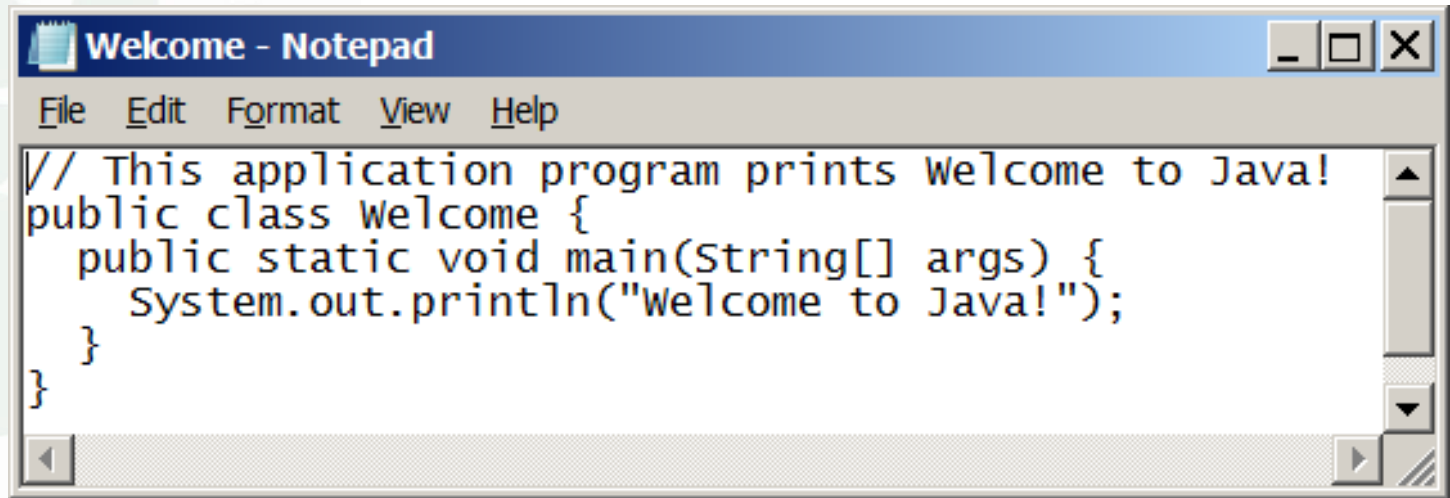 Welcome - Notepad
File Edit Format View Help
// This application program prints Welcome to Java!
public class Welcome {
  public static void main(String[] args) {
    System.out.println("Welcome to Java!");
  }
}